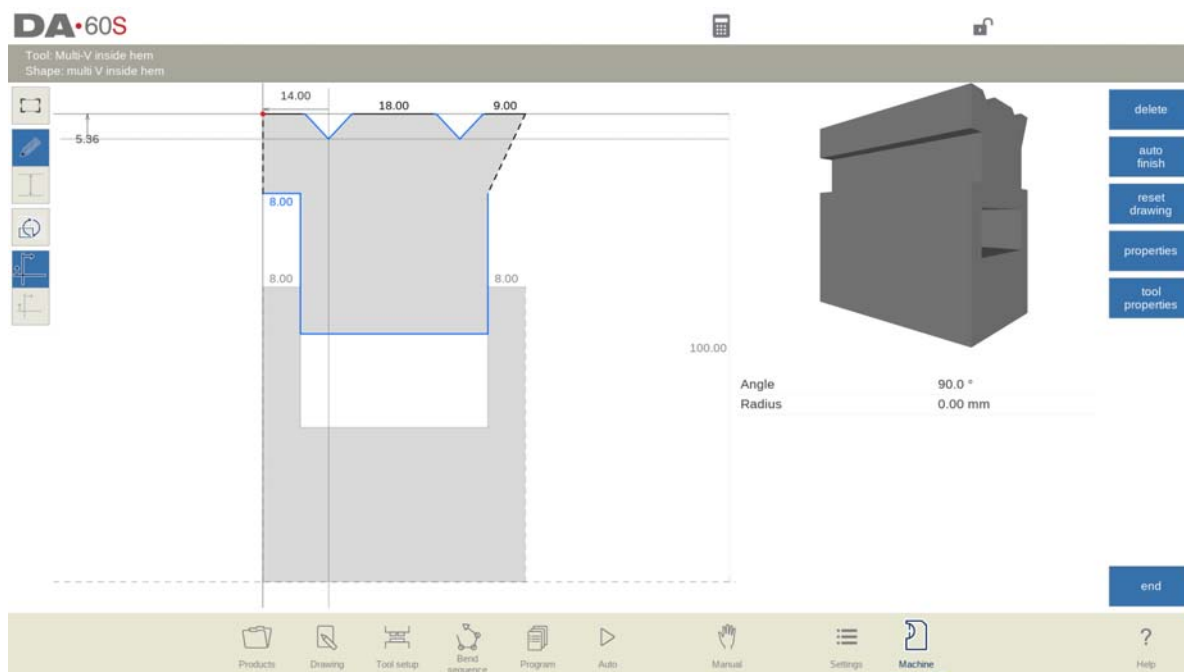 DA•60S
Tool: Multi-V inside hem
Shape: multi V inside hem
14.00
18.00
9.00
5.36
8.00
8.00
8.00
100.00
Angle 90.0 °
Radius 0.00 mm
delete
auto
finish
reset
drawing
properties
tool
properties
end
Products
Drawing
Tool setup
Bend
sequence
Program
Auto
Manual
Settings
Machine
?
Help